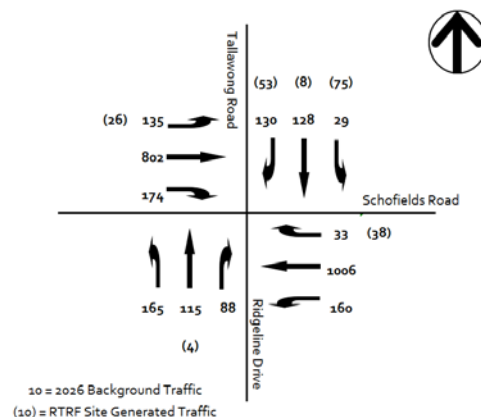 Tallawong Road
(53) (8) (75)
(26) 135
130 128 29
802
174
Schofields Road
33 (38)
1006
160
165 115 88
(4)
Ridgeline Drive
10 = 2026 Background Traffic
(10) = RTRF Site Generated Traffic